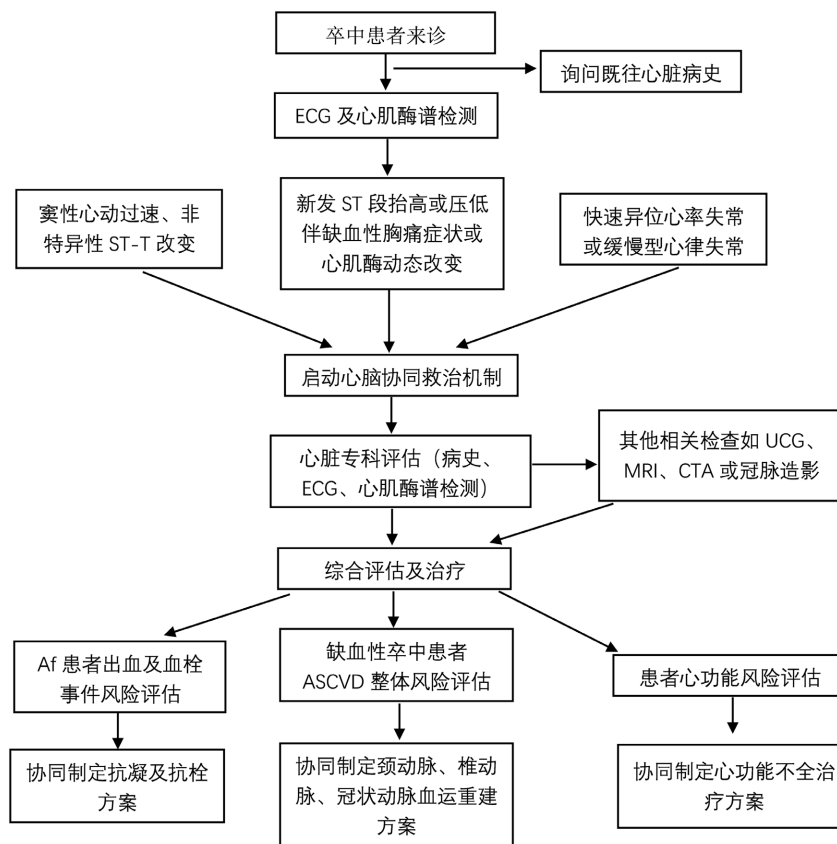 卒中患者来诊
询问既往心脏病史
ECG 及心肌酶谱检测
窦性心动过速、非
特异性 ST-T 改变
新发 ST 段抬高或压低
伴缺血性胸痛症状或
心肌酶动态改变
快速异位心率失常
或缓慢型心律失常
启动心脑协同救治机制
心脏专科评估（病史、
ECG、心肌酶谱检测）
其他相关检查如 UCG、
MRI、CTA 或冠脉造影
综合评估及治疗
Af 患者出血及血栓
事件风险评估
缺血性卒中患者
ASCVD 整体风险评估
患者心功能风险评估
协同制定抗凝及抗栓
方案
协同制定颈动脉、椎动
脉、冠状动脉血运重建
方案
协同制定心功能不全治
疗方案